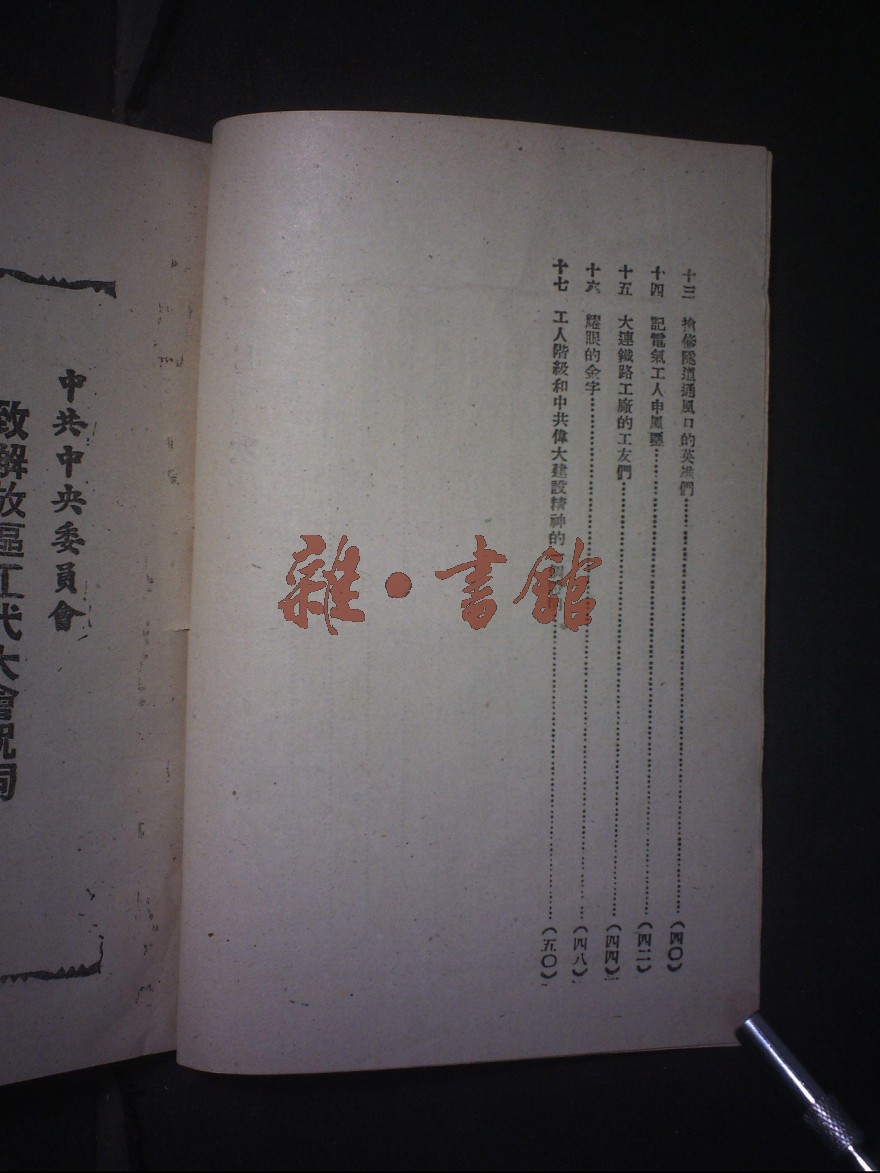 十三 搶修隧道通風口的英雄們(四〇)
十四 記電氣工人申鳳(四二)
十五 大連鐵路工廠的工友們(四四)
十六 耀眼的金字(四八)
十七 工人階級和中共偉大建設精神的(五〇)
中共中央委員會
致解放區工代大會祝詞
雜·書館